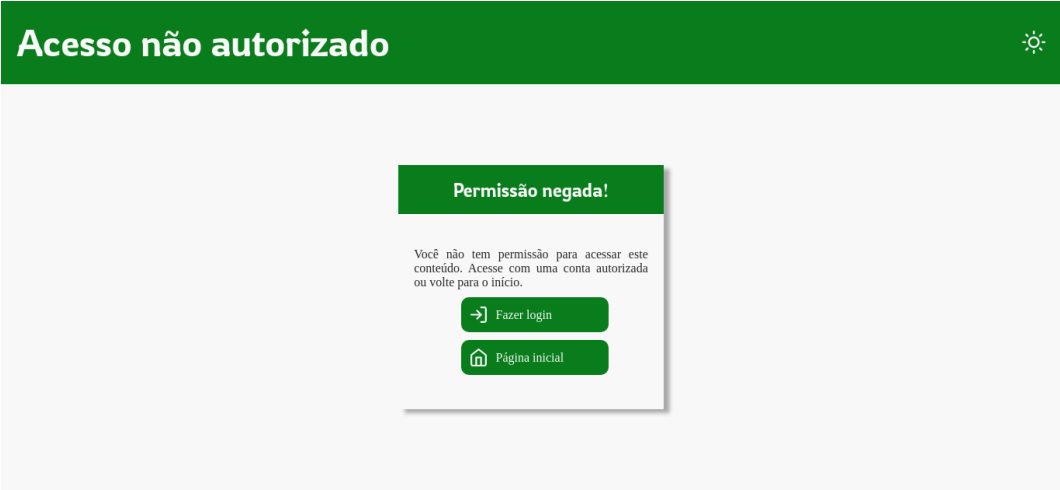 Acesso não autorizado
Permissão negada!
Você não tem permissão para acessar este
conteúdo. Acesse com uma conta autorizada
ou volte para o início.
Fazer login
Página inicial